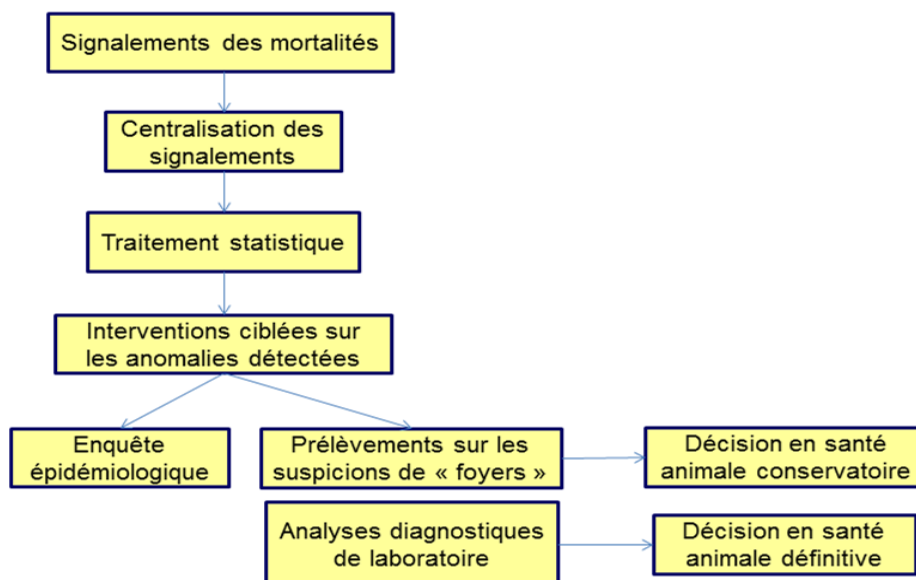 Signalements des mortalités
Centralisation des
signalements
Traitement statistique
Interventions ciblées sur
les anomalies détectées
Enquête
épidémiologique
Prélèvements sur les
suspicions de « foyers »
Décision en santé
animale conservatoire
Analyses diagnostiques
de laboratoire
Décision en santé
animale définitive